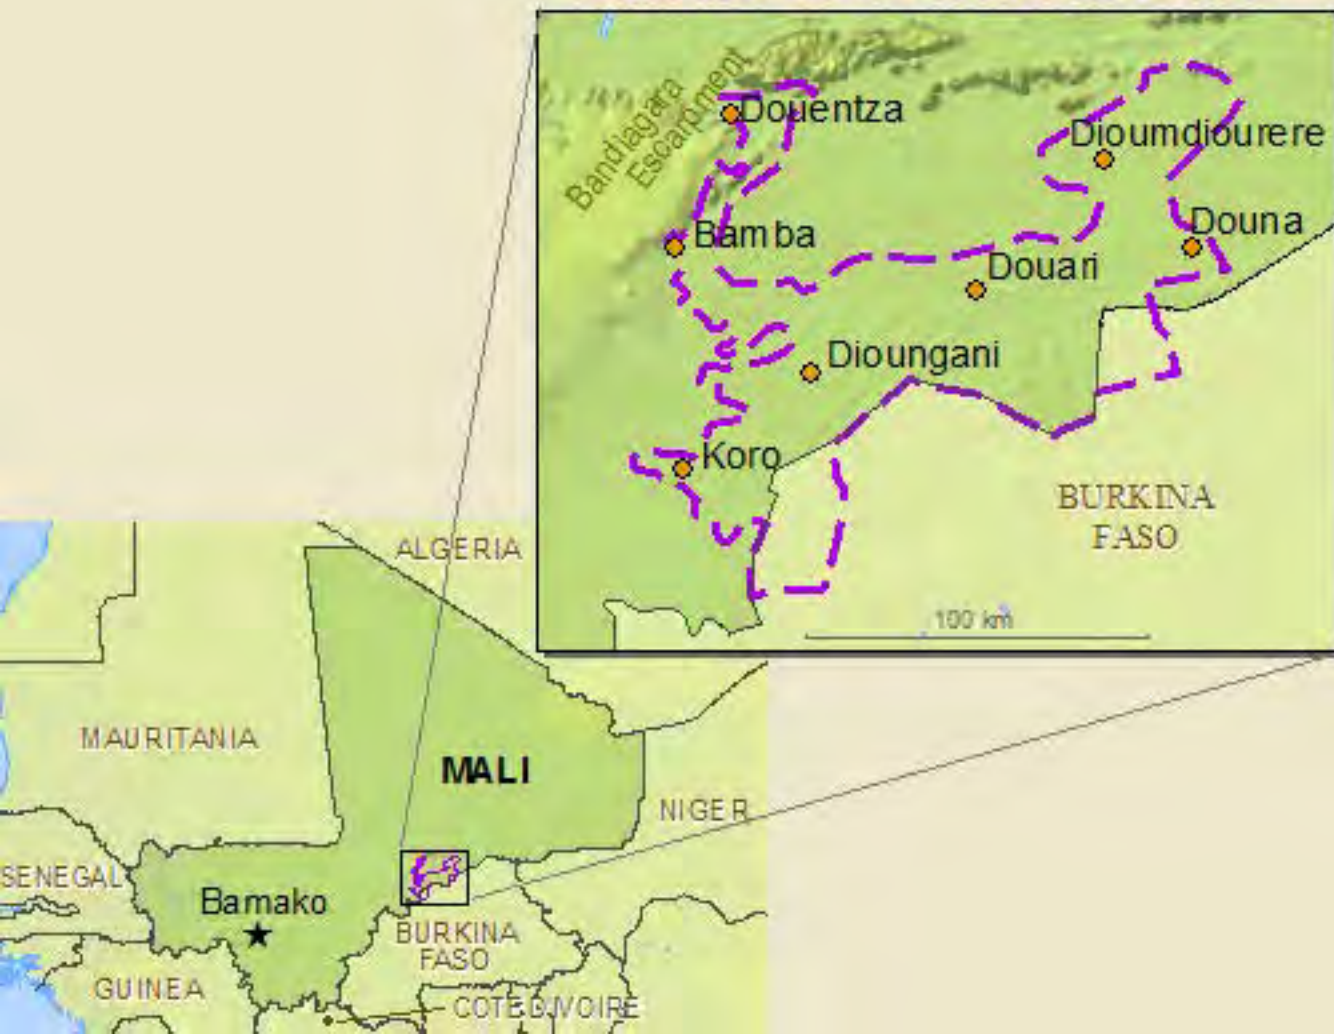 Bandiagara
Escarpment
Douentza
Dioumdiourere
Bamba
Douna
Douari
Dioungani
Koro
BURKINA
FASO
100 km
ALGERIA
MAURITANIA
MALI
NIGER
SENEGAL
Bamako
BURKINA
FASO
GUINEA
COTE D'IVOIRE